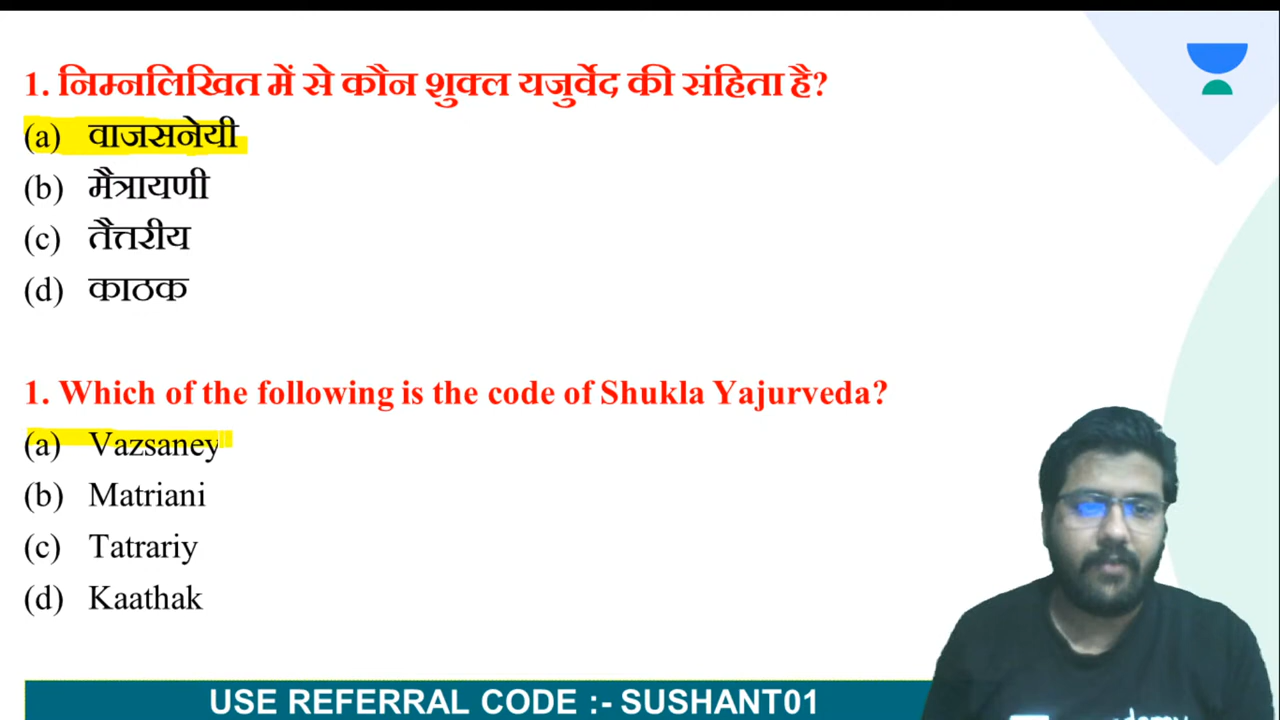 1. निम्नलिखित में से कौन शुक्ल यजुर्वेद की संहिता है?
(a) वाजसनेयी
(b) मैत्रायणी
(c) तैत्तरीय
(d) काठक
1. Which of the following is the code of Shukla Yajurveda?
(a) Vazsaney
(b) Matriani
(c) Tatrariy
(d) Kaathak
USE REFERRAL CODE :- SUSHANT01